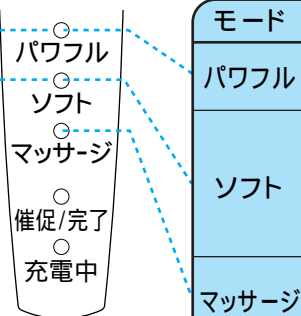 パワフル
ソフト
マッサージ
催促/完了
充電中
モード
パワフル
ソフト
マッサージ